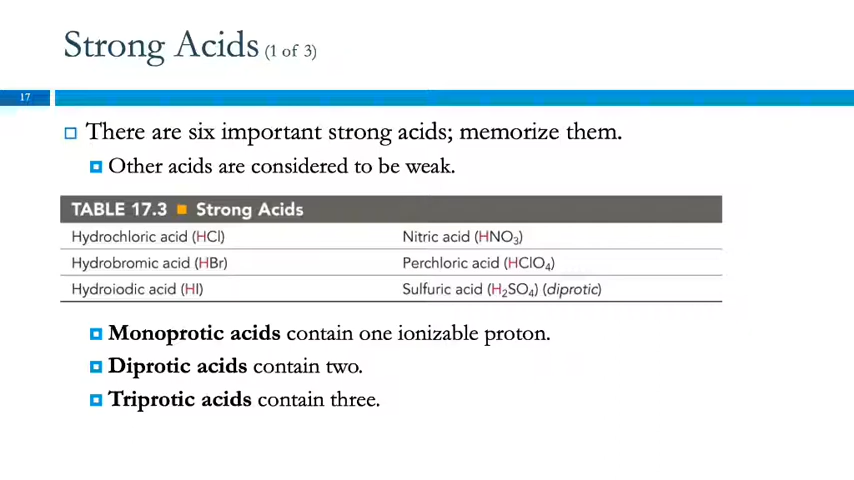 Strong Acids (1 of 3)
17
There are six important strong acids; memorize them.
Other acids are considered to be weak.
TABLE 17.3 ■ Strong Acids
Hydrochloric acid (HCl) Nitric acid (HNO₃)
Hydrobromic acid (HBr) Perchloric acid (HClO₄)
Hydroiodic acid (HI) Sulfuric acid (H₂SO₄) (diprotic)
Monoprotic acids contain one ionizable proton.
Diprotic acids contain two.
Triprotic acids contain three.